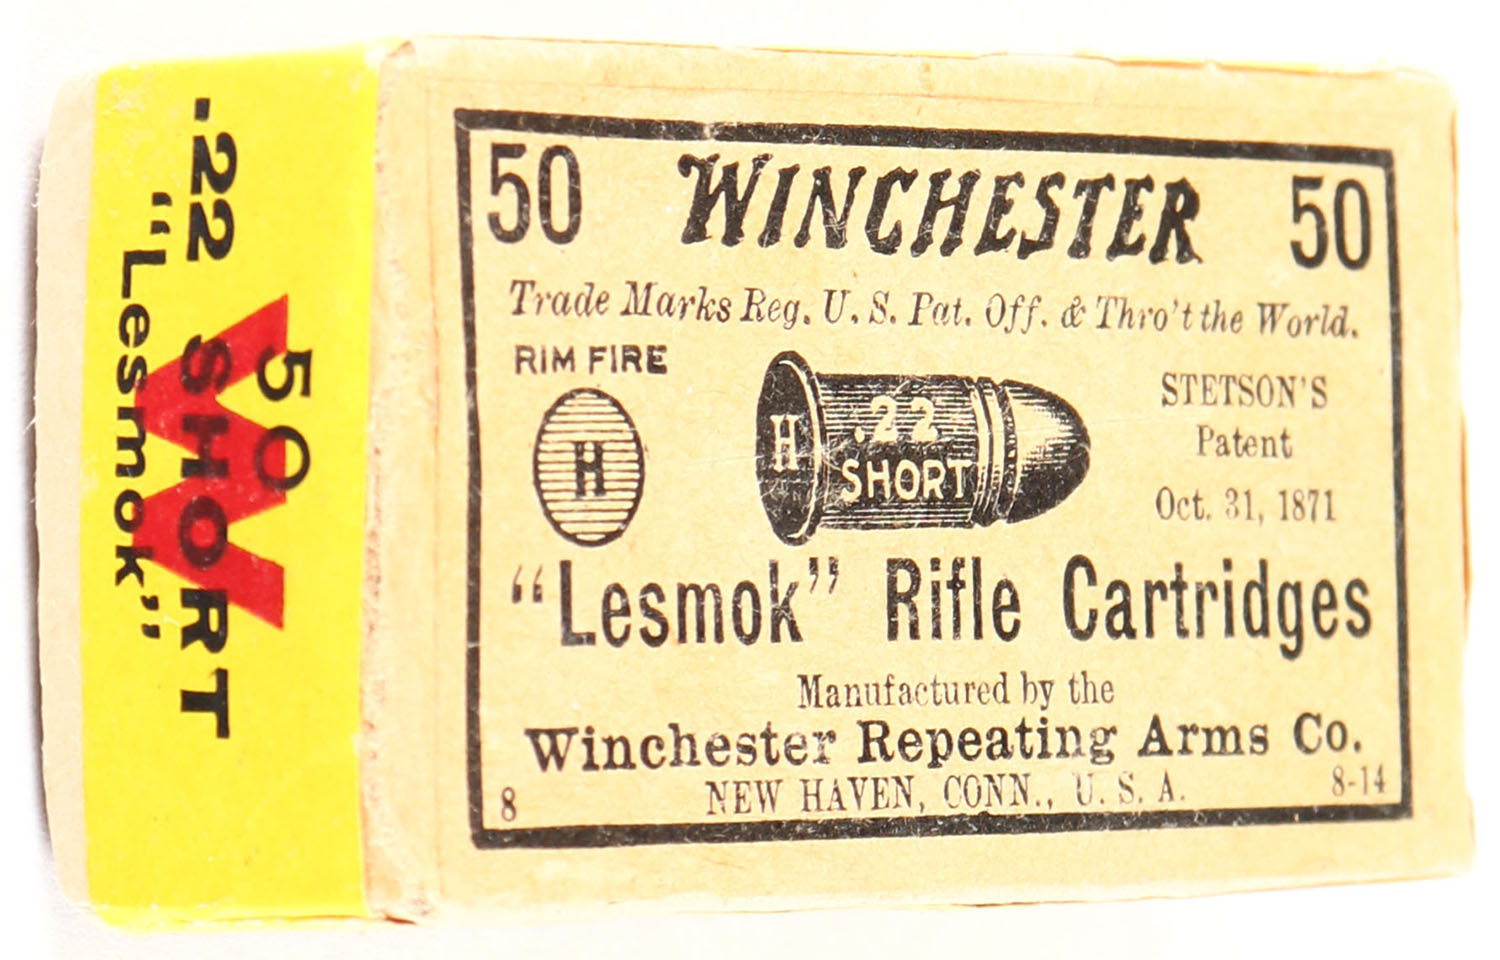 50 WINCHESTER 50
Trade Marks Reg. U. S. Pat. Off. & Thro't the World.
RIM FIRE
H
H
.22
SHORT
STETSON'S
Patent
Oct. 31, 1871
"Lesmok" Rifle Cartridges
Manufactured by the
Winchester Repeating Arms Co.
NEW HAVEN, CONN., U. S. A.
8
8-14
W
50
.22 SHORT
"Lesmok"